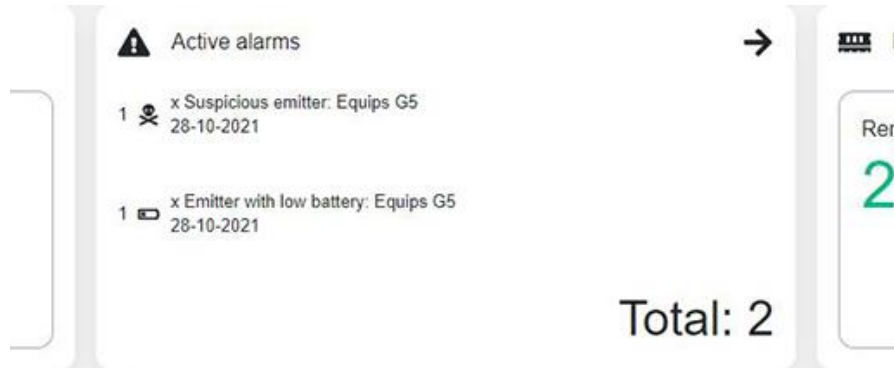 Active alarms
1 x Suspicious emitter: Equips G5
28-10-2021
1 x Emitter with low battery: Equips G5
28-10-2021
Total: 2
2